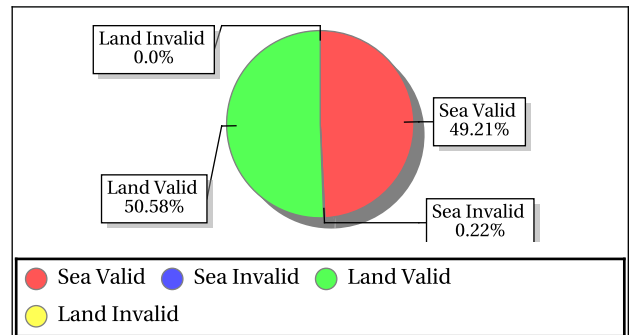 Land Invalid
0.0%
Sea Valid
49.21%
Land Valid
50.58%
Sea Invalid
0.22%
Sea Valid Sea Invalid Land Valid
Land Invalid